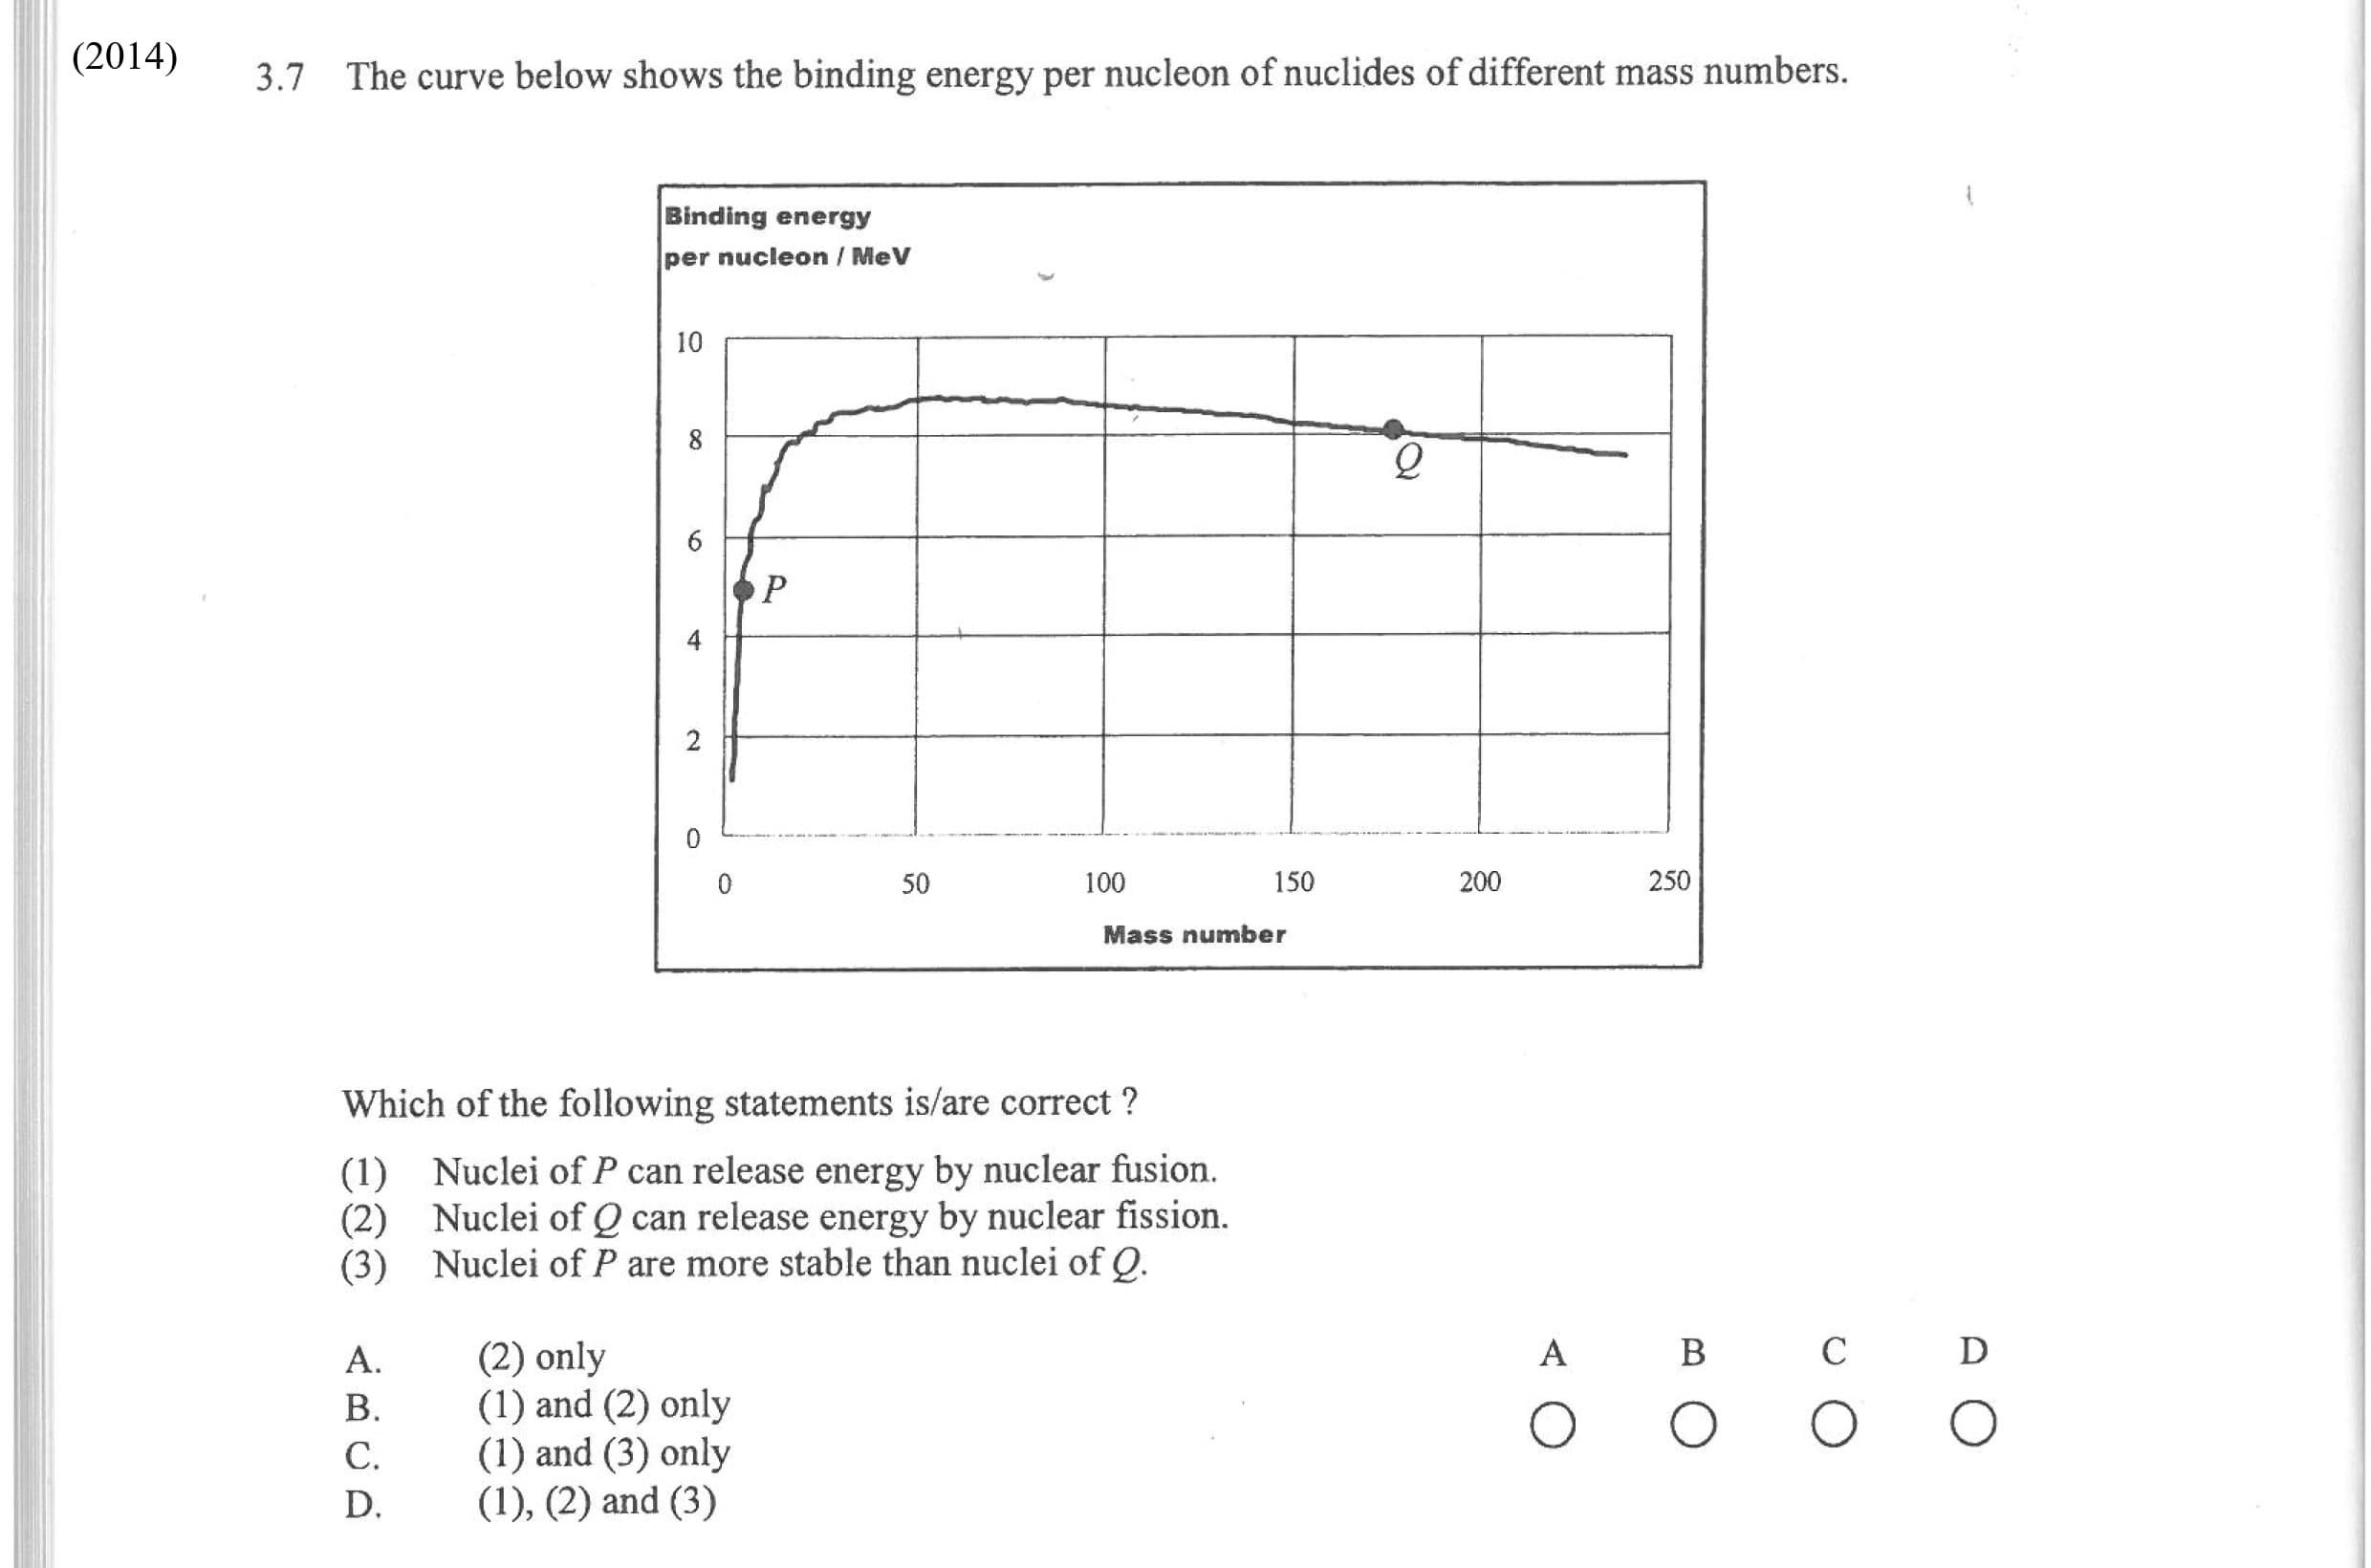 (2014)
3.7 The curve below shows the binding energy per nucleon of nuclides of different mass numbers.
Binding energy
per nucleon / MeV
10
8
6
4
2
0
P
Q
0 50 100 150 200 250
Mass number
Which of the following statements is/are correct ?
(1) Nuclei of P can release energy by nuclear fusion.
(2) Nuclei of Q can release energy by nuclear fission.
(3) Nuclei of P are more stable than nuclei of Q.
A. (2) only
B. (1) and (2) only
C. (1) and (3) only
D. (1), (2) and (3)
A B C D